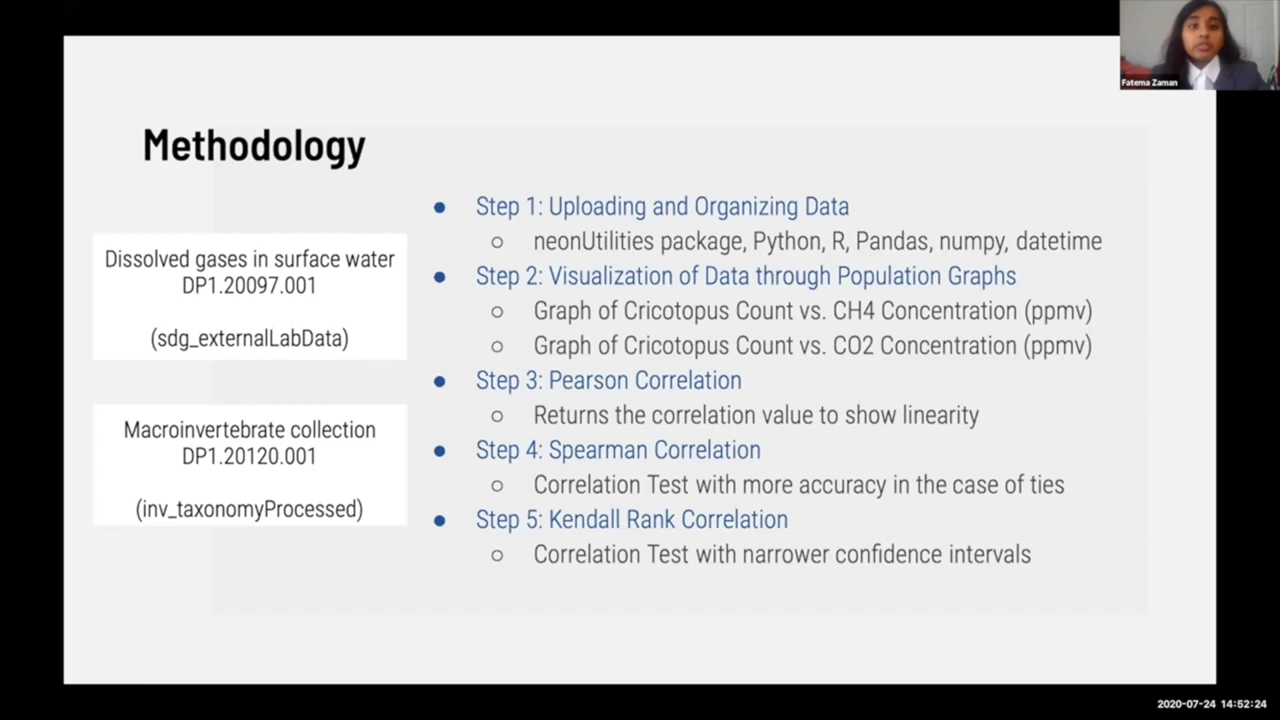 Fatema Zaman
Methodology
Dissolved gases in surface water
DP1.20097.001
(sdg_externalLabData)
Macroinvertebrate collection
DP1.20120.001
(inv_taxonomyProcessed)
● Step 1: Uploading and Organizing Data
○ neonUtilities package, Python, R, Pandas, numpy, datetime
● Step 2: Visualization of Data through Population Graphs
○ Graph of Cricotopus Count vs. CH4 Concentration (ppmv)
○ Graph of Cricotopus Count vs. CO2 Concentration (ppmv)
● Step 3: Pearson Correlation
○ Returns the correlation value to show linearity
● Step 4: Spearman Correlation
○ Correlation Test with more accuracy in the case of ties
● Step 5: Kendall Rank Correlation
○ Correlation Test with narrower confidence intervals
2020-07-24 14:52:24